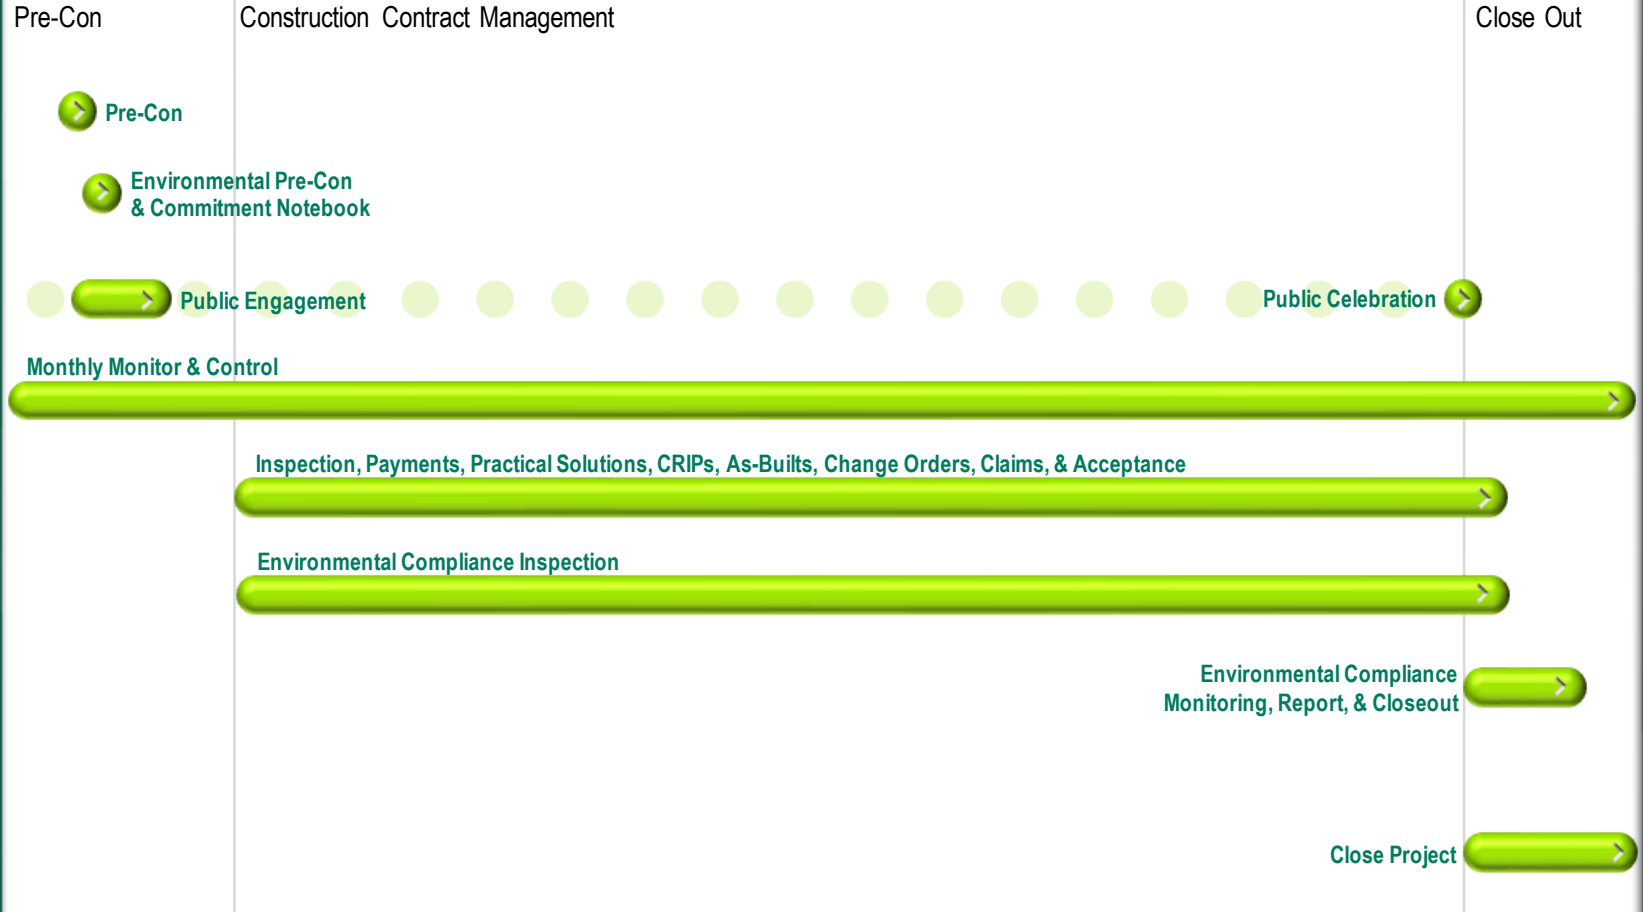 Pre-Con
Construction Contract Management
Close Out
Pre-Con
Environmental Pre-Con
& Commitment Notebook
Public Engagement
Public Celebration
Monthly Monitor & Control
Inspection, Payments, Practical Solutions, CRIPs, As-Builts, Change Orders, Claims, & Acceptance
Environmental Compliance Inspection
Environmental Compliance
Monitoring, Report, & Closeout
Close Project